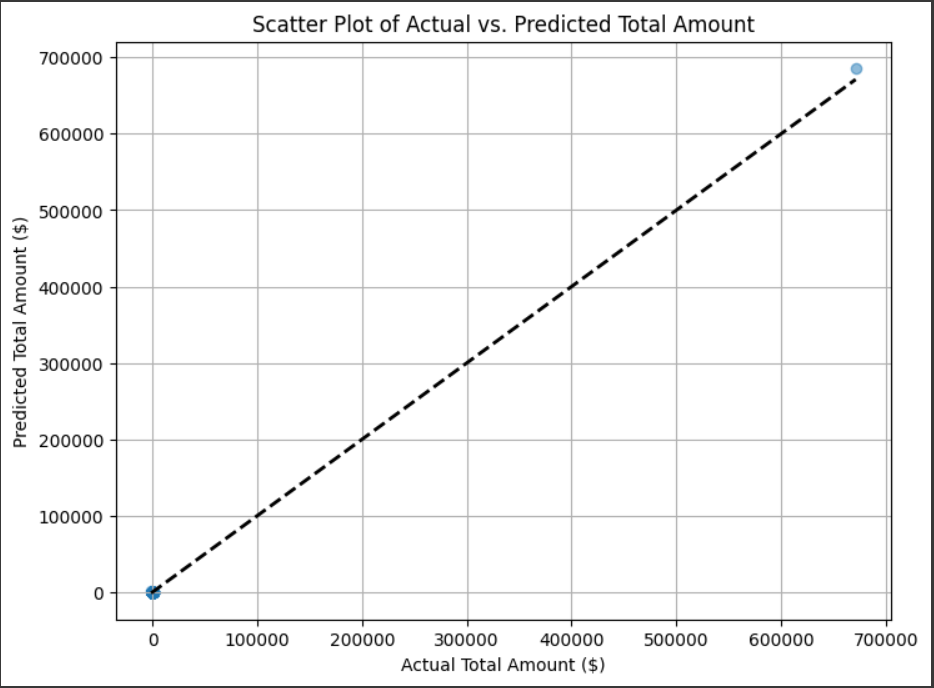 Scatter Plot of Actual vs. Predicted Total Amount
700000
600000
500000
400000
300000
200000
100000
0
Predicted Total Amount ($)
0 100000 200000 300000 400000 500000 600000 700000
Actual Total Amount ($)